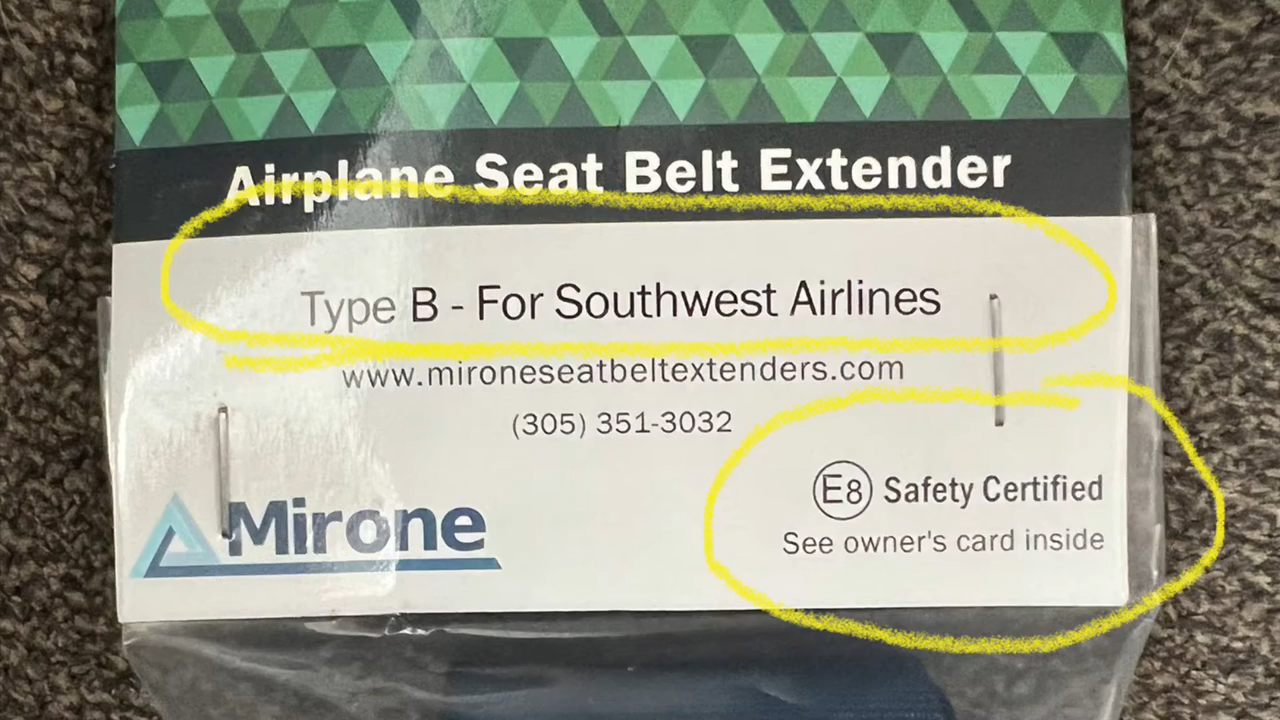 Airplane Seat Belt Extender
Type B - For Southwest Airlines
www.mironeseatbeltextenders.com
(305) 351-3032
E8 Safety Certified
See owner's card inside
Mirone